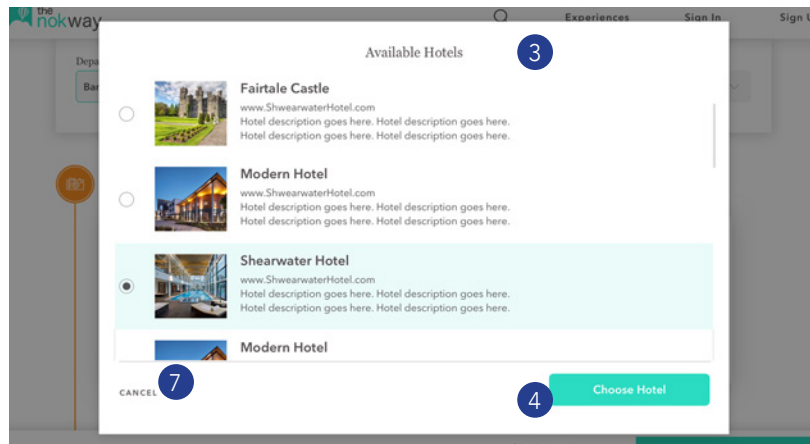 the
nokway
Experiences
Sign In
Sign U
Depa
Bar
Available Hotels
3
Fairtale Castle
www.ShwearwaterHotel.com
Hotel description goes here. Hotel description goes here.
Hotel description goes here. Hotel description goes here.
Modern Hotel
www.ShwearwaterHotel.com
Hotel description goes here. Hotel description goes here.
Hotel description goes here. Hotel description goes here.
Shearwater Hotel
www.ShwearwaterHotel.com
Hotel description goes here. Hotel description goes here.
Hotel description goes here. Hotel description goes here.
Modern Hotel
CANCEL
7
4
Choose Hotel